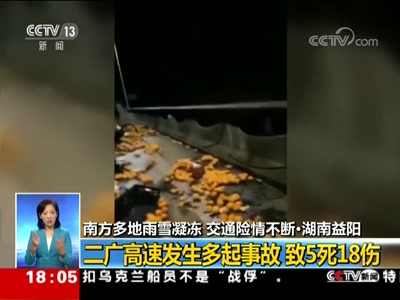 CCTV 13
新闻
CCTV.com
南方多地雨雪凝冻 交通险情不断·湖南益阳
二广高速发生多起事故 致5死18伤
18:05 扣乌克兰船员不是“战俘”。
CCTV新闻